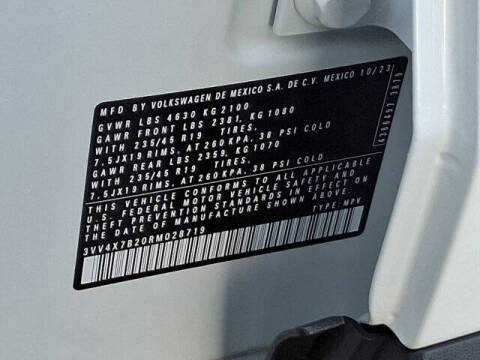 MFD BY VOLKSWAGEN DE MEXICO S.A. DE C.V. MEXICO 10/23
GVWR LBS 4630 KG 2100
GAWR FRONT LBS 2381, KG 1080
WITH 235/45 R19 TIRES.
7.5JX19 RIMS. AT 260KPA. 38 PSI COLD
GAWR REAR LBS 2359, KG 1070
WITH 235/45 R19 TIRES.
7.5JX19 RIMS. AT 260KPA. 38 PSI COLD
THIS VEHICLE CONFORMS TO ALL APPLICABLE
U.S. FEDERAL MOTOR VEHICLE SAFETY AND
THEFT PREVENTION STANDARDS IN EFFECT ON
THE DATE OF MANUFACTURE SHOWN ABOVE.
3VV4X7B20RM028719 TYPE: MPV